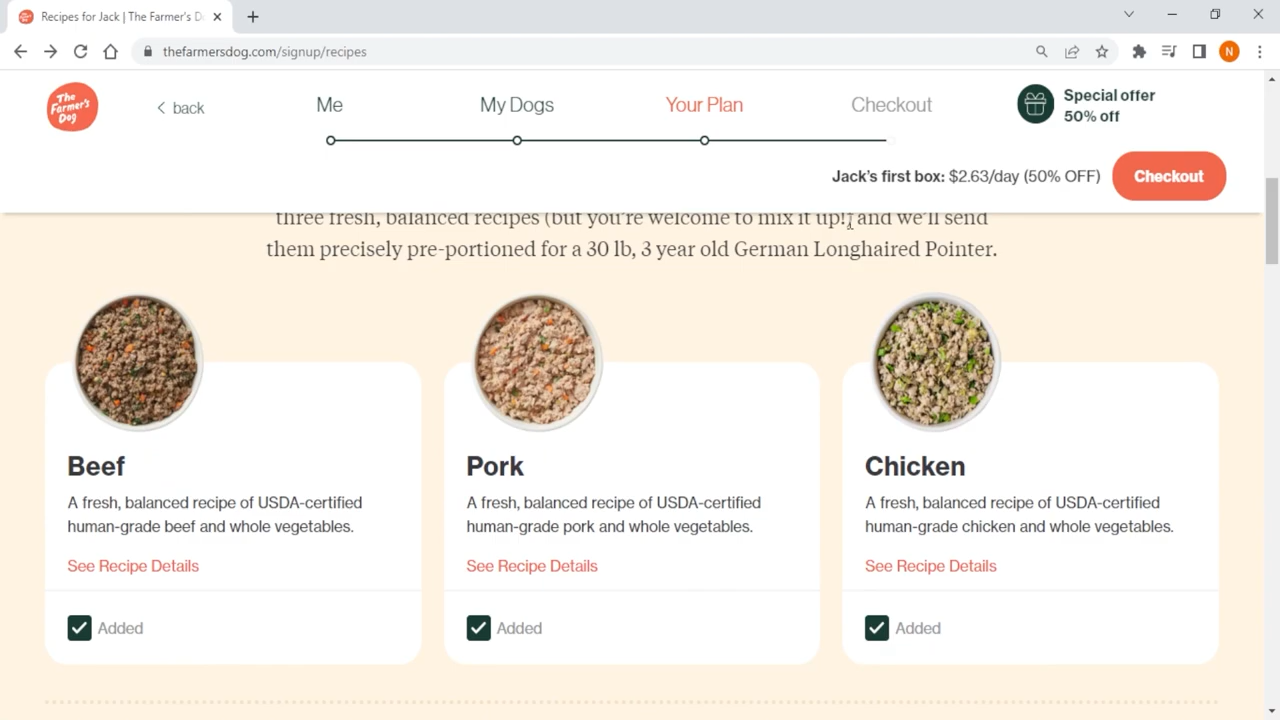 Recipes for Jack | The Farmer's D
thefarmersdog.com/signup/recipes
N
The
Farmer's
Dog
back
Me
My Dogs
Your Plan
Checkout
Special offer
50% off
Jack's first box: $2.63/day (50% OFF)
Checkout
three fresh, balanced recipes (but you're welcome to mix it up!) and we'll send
them precisely pre-portioned for a 30 lb, 3 year old German Longhaired Pointer.
Beef
A fresh, balanced recipe of USDA-certified
human-grade beef and whole vegetables.
See Recipe Details
Added
Pork
A fresh, balanced recipe of USDA-certified
human-grade pork and whole vegetables.
See Recipe Details
Added
Chicken
A fresh, balanced recipe of USDA-certified
human-grade chicken and whole vegetables.
See Recipe Details
Added